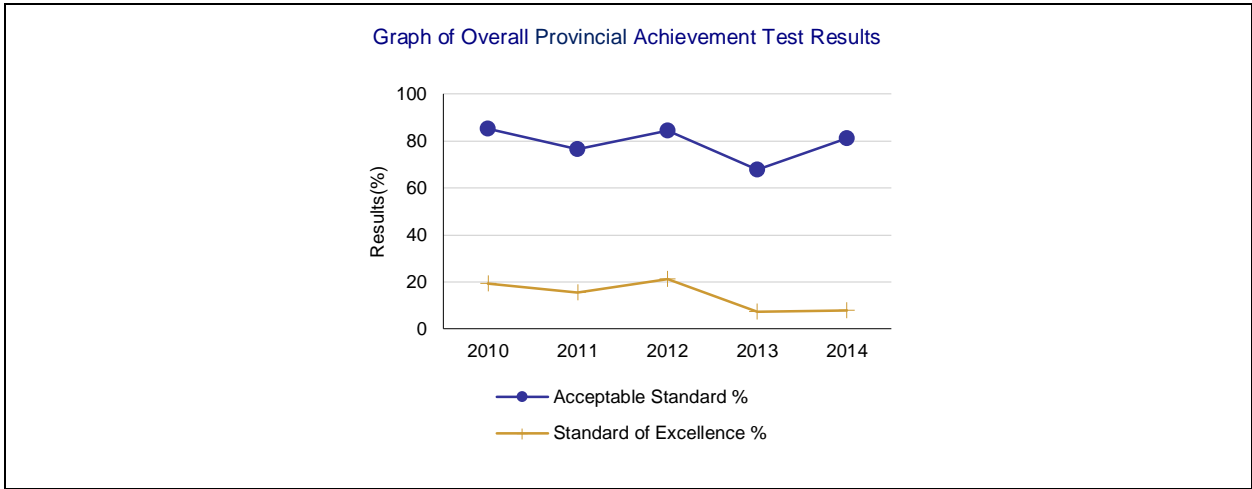 Graph of Overall Provincial Achievement Test Results
100
80
60
40
20
0
Results(%)
2010 2011 2012 2013 2014
Acceptable Standard %
Standard of Excellence %